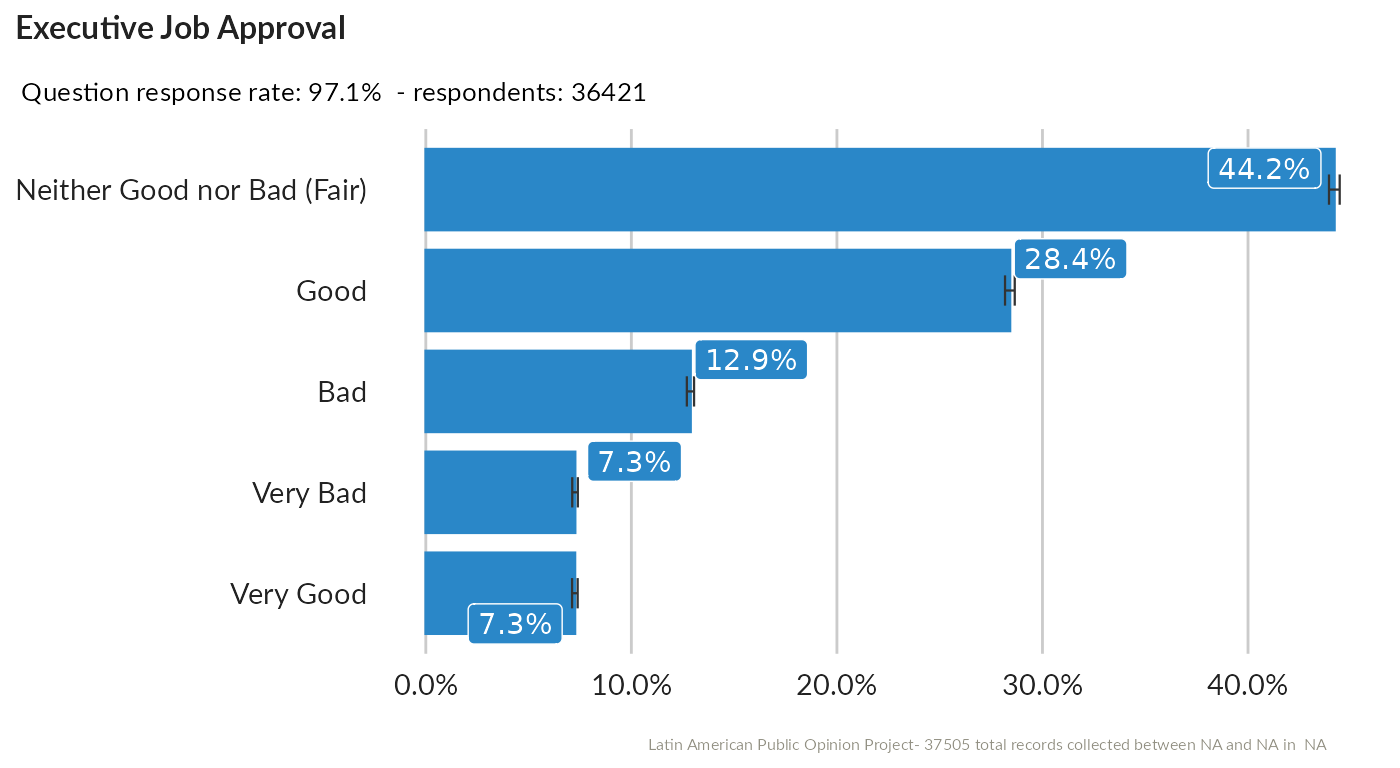 Executive Job Approval
Question response rate: 97.1%  - respondents: 36421
Neither Good nor Bad (Fair)
44.2%
Good
28.4%
Bad
12.9%
Very Bad
7.3%
Very Good
7.3%
0.0% 10.0% 20.0% 30.0% 40.0%
Latin American Public Opinion Project- 37505 total records collected between NA and NA in  NA